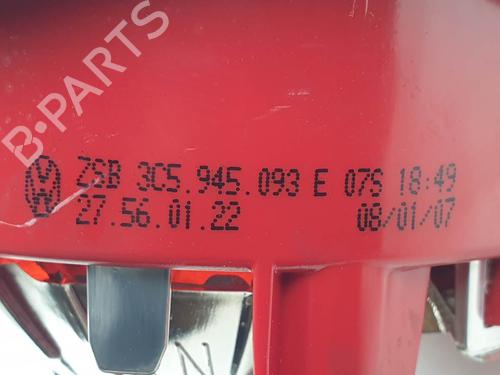 B-PARTS
ZSB 3C5.945.093 E 07S 18:49
27.56.01.22 08/01/07
N